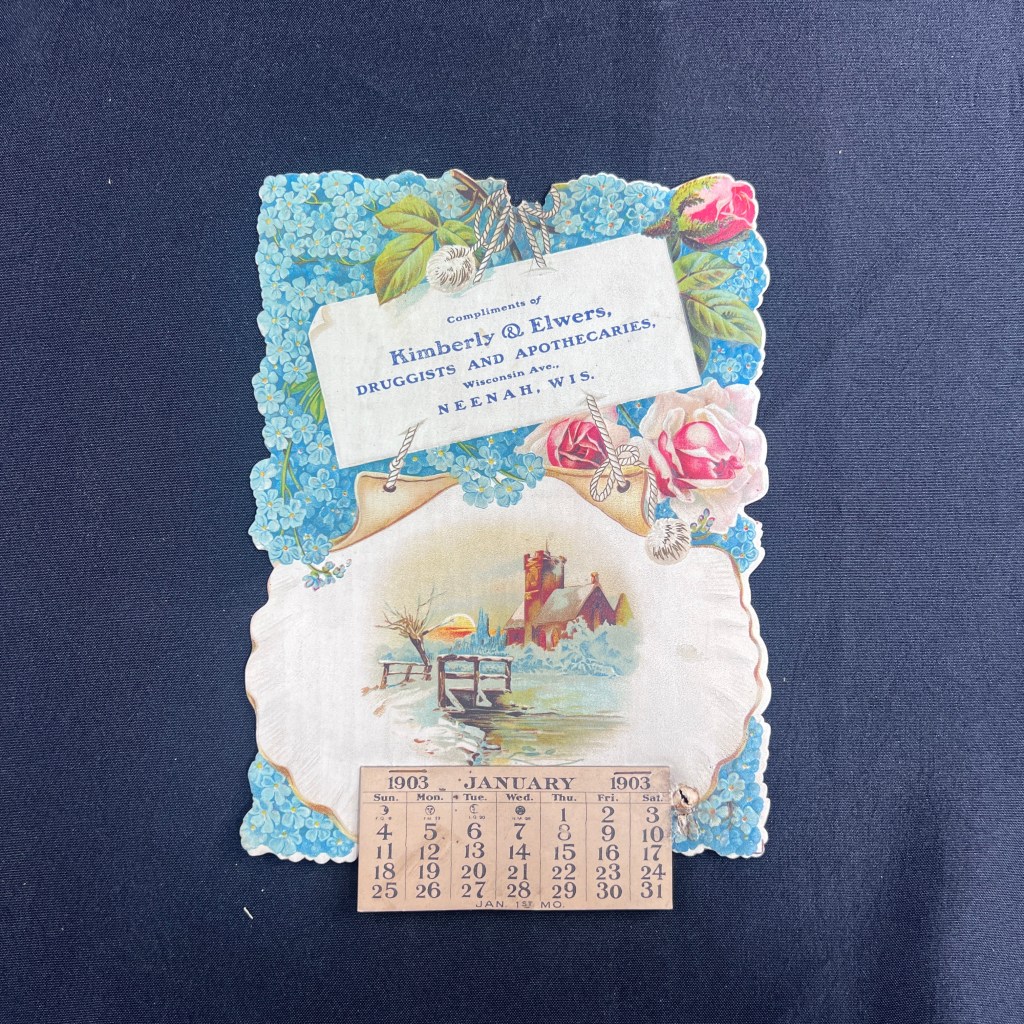 Compliments of
Kimberly & Elwers,
DRUGGISTS AND APOTHECARIES,
Wisconsin Ave.,
NEENAH, WIS.
1903 JANUARY 1903
Sun. Mon. Tue. Wed. Thu. Fri. Sat.
1 2 3
4 5 6 7 8 9 10
11 12 13 14 15 16 17
18 19 20 21 22 23 24
25 26 27 28 29 30 31
JAN. 1ST MO.